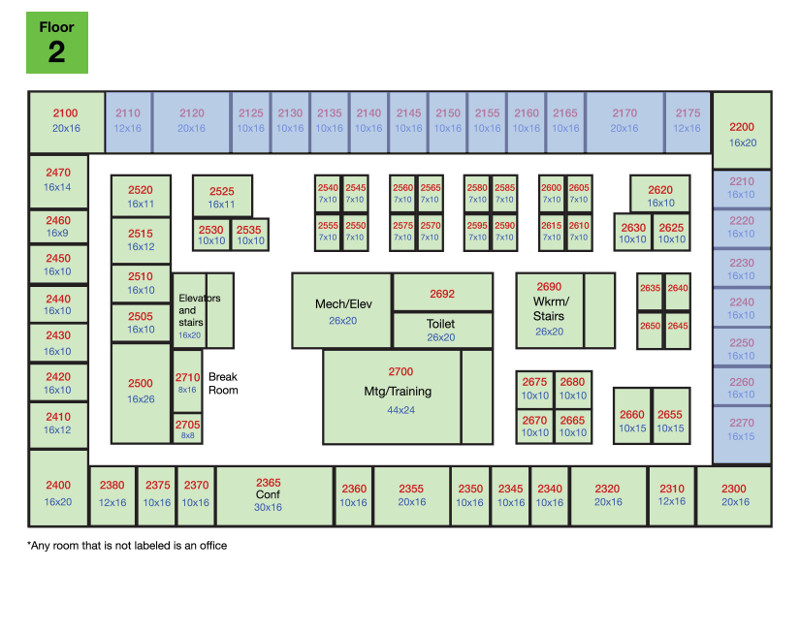 Floor
2
2100
20x16
2110
12x16
2120
20x16
2125
10x16
2130
10x16
2135
10x16
2140
10x16
2145
10x16
2150
10x16
2155
10x16
2160
10x16
2165
10x16
2170
20x16
2175
12x16
2200
16x20
2470
16x14
2460
16x9
2450
16x10
2440
16x10
2430
16x10
2420
16x10
2410
16x12
2400
16x20
2520
16x11
2515
16x12
2510
16x10
2505
16x10
2500
16x26
2525
16x11
2530
10x10
2535
10x10
Elevators
and
stairs
16x20
2710
8x16
2705
8x8
Break
Room
2540
7x10
2545
7x10
2555
7x10
2550
7x10
2560
7x10
2565
7x10
2575
7x10
2570
7x10
2580
7x10
2585
7x10
2595
7x10
2590
7x10
2600
7x10
2605
7x10
2615
7x10
2610
7x10
2620
16x10
2630
10x10
2625
10x10
Mech/Elev
26x20
2692
Toilet
26x20
2700
Mtg/Training
44x24
2690
Wkrm/
Stairs
26x20
2635
2640
2650
2645
2675
10x10
2680
10x10
2670
10x10
2665
10x10
2660
10x15
2655
10x15
2210
16x10
2220
16x10
2230
16x10
2240
16x10
2250
16x10
2260
16x10
2270
16x15
2380
12x16
2375
10x16
2370
10x16
2365
Conf
30x16
2360
10x16
2355
20x16
2350
10x16
2345
10x16
2340
10x16
2320
20x16
2310
12x16
2300
20x16
*Any room that is not labeled is an office